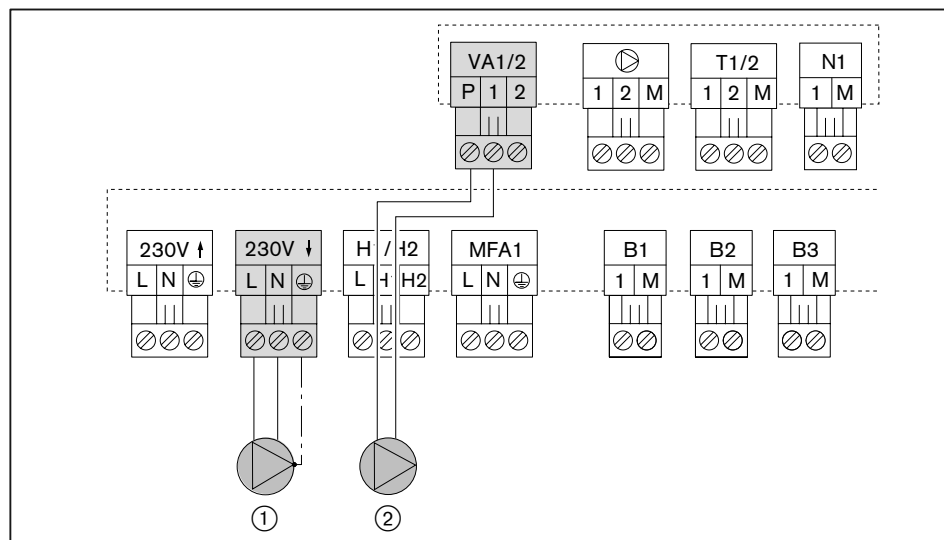 VA1/2 T1/2 N1
P 1 2 1 2 M 1 2 M 1 M
230V ↑ 230V ↓ H1/H2 MFA1 B1 B2 B3
L N L N L H1 H2 L N 1 M 1 M 1 M
① ②